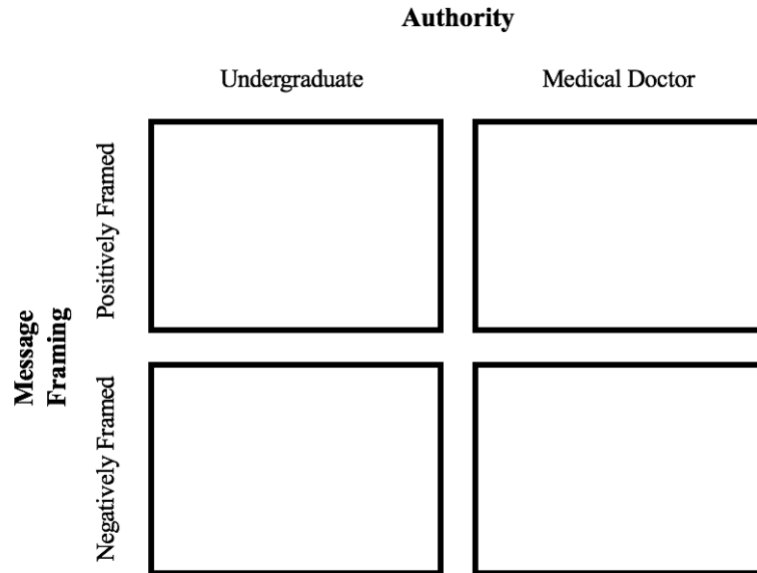 Authority
Undergraduate
Medical Doctor
Message
Framing
Positively Framed
Negatively Framed